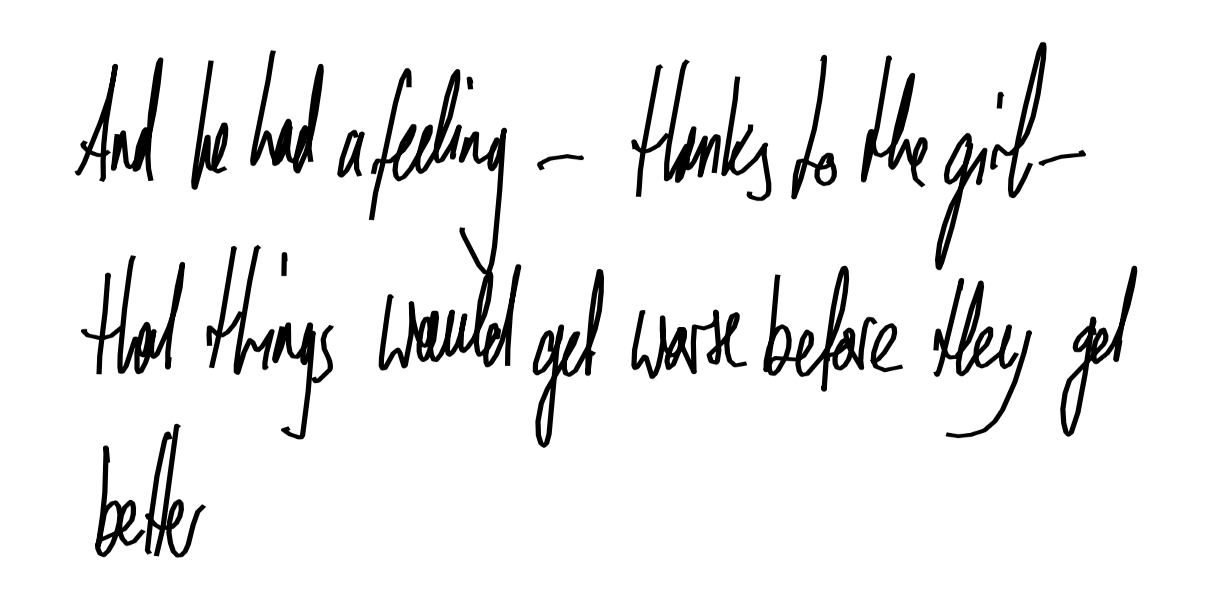 And he had a feeling – thanks to the girl –
that things would get worse before they get
better